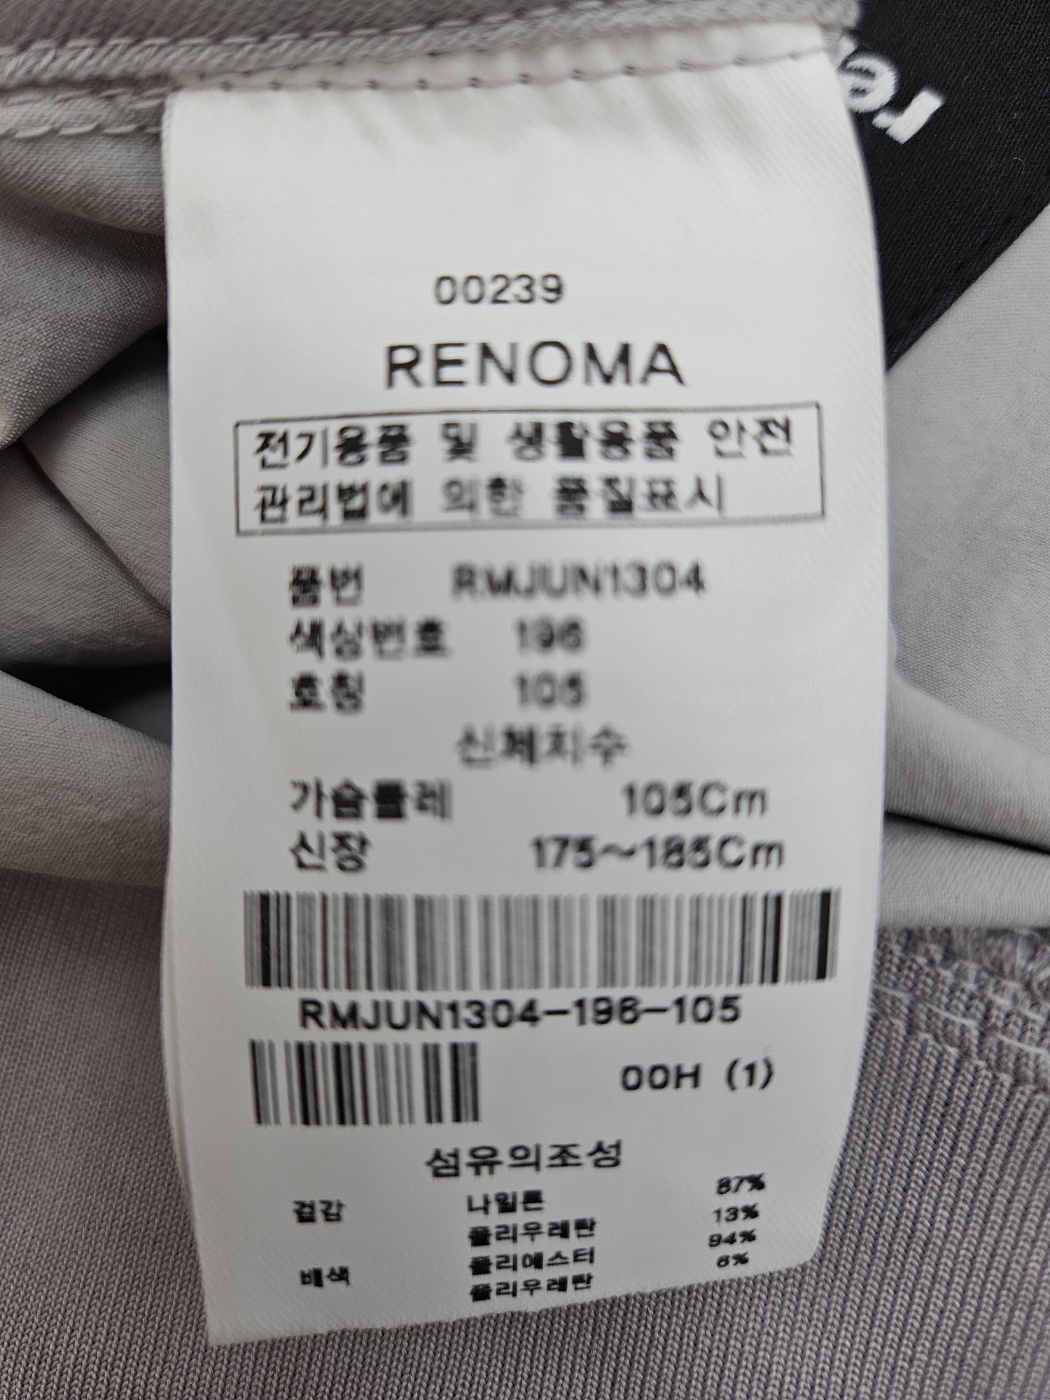 re
00239
RENOMA
전기용품 및 생활용품 안전
관리법에 의한 품질표시
품번 RMJUN1304
색상번호 196
호칭 105
신체치수
가슴둘레 105Cm
신장 175~185Cm
RMJUN1304-196-105
00H (1)
섬유의조성
겉감 나일론 87%
폴리우레탄 13%
배색 폴리에스터 94%
폴리우레탄 6%